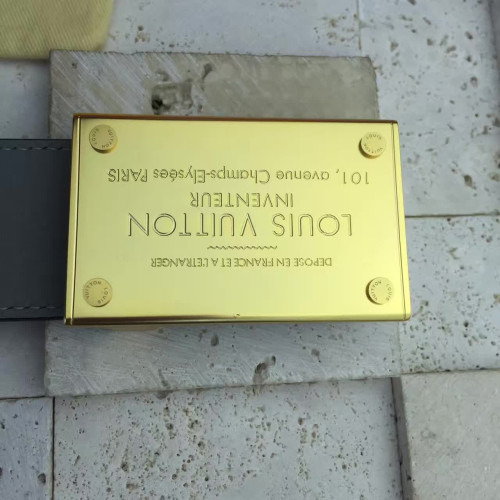 DEPOSE EN FRANCE ET A L'ETRANGER
LOUIS VUITTON
INVENTEUR
101, avenue Champs-Elysées PARIS